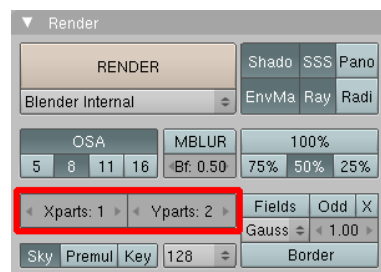 Render
RENDER
Shado SSS Pano
Blender Internal
EnvMa Ray Radi
OSA MBLUR 100%
5 8 11 16 Bf: 0.50 75% 50% 25%
Xparts: 1 Yparts: 2 Fields Odd X
Gauss 1.00
Sky Premul Key 128 Border